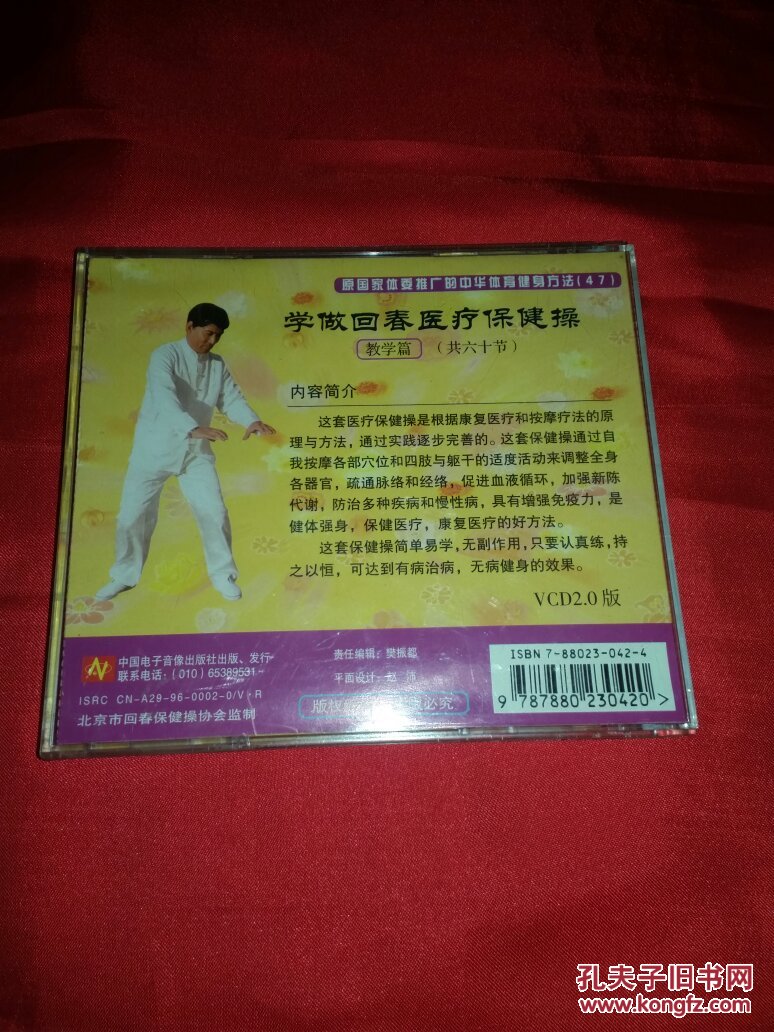 原国家体委推广的中华体育健身方法(47)
学做回春医疗保健操
教学篇 (共六十节)
内容简介
这套医疗保健操是根据康复医疗和按摩疗法的原
理与方法，通过实践逐步完善的。这套保健操通过自
我按摩各部穴位和四肢与躯干的适度活动来调整全身
各器官，疏通脉络和经络，促进血液循环，加强新陈
代谢，防治多种疾病和慢性病，具有增强免疫力，是
健体强身，保健医疗，康复医疗的好方法。
这套保健操简单易学，无副作用，只要认真练，持
之以恒，可达到有病治病，无病健身的效果。
VCD2.0 版
中国电子音像出版社出版、发行
联系电话：(010) 65389531
ISRC CN-A29-96-0002-0/V·R
北京市回春保健操协会监制
责任编辑：樊振都
平面设计：赵 沛
版权 必究
ISBN 7-88023-042-4
9 787880 230420 >
孔夫子旧书网
www.kongfz.com